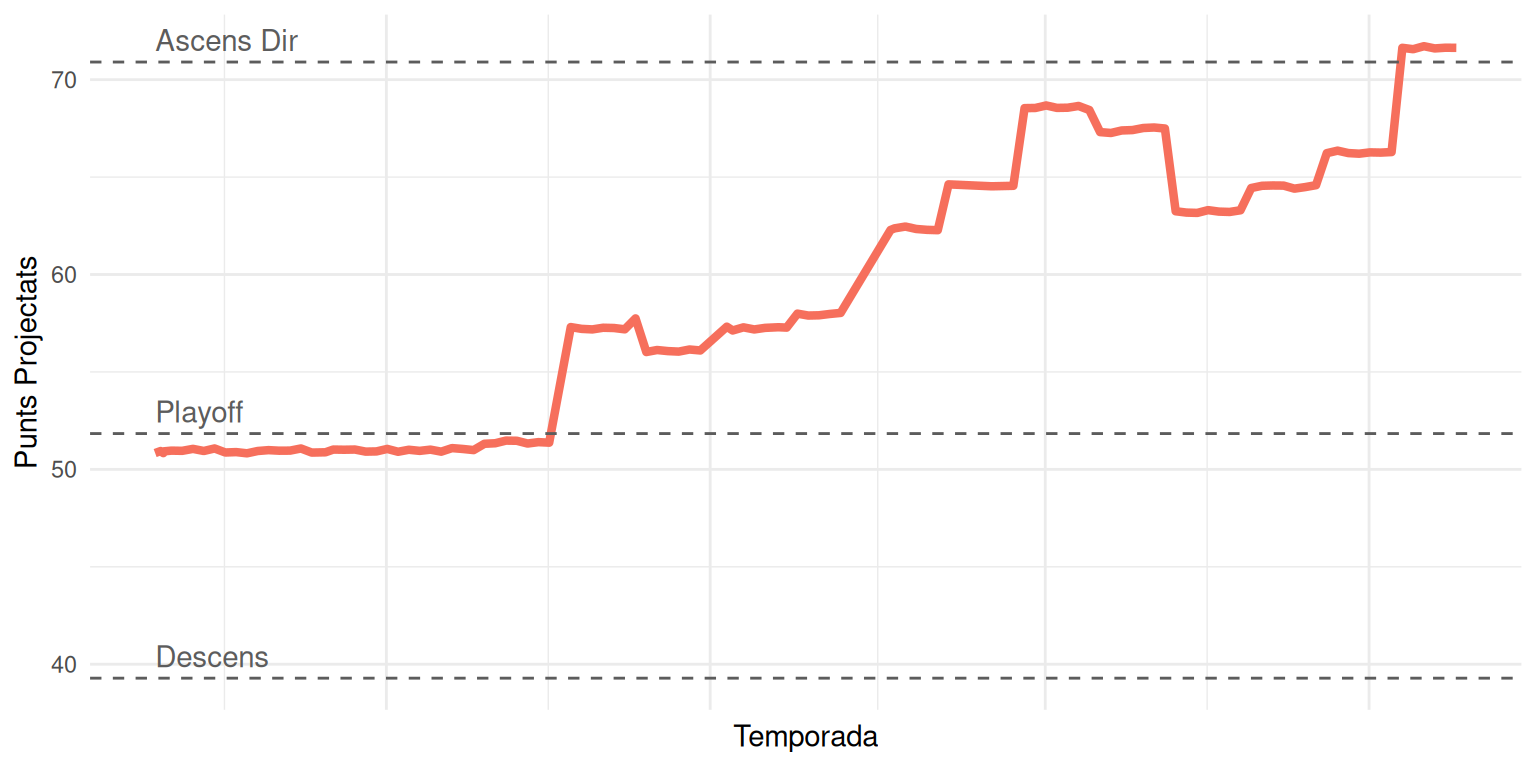 Ascens Dir
70
60
Punts Projectats
Playoff
50
Descens
40
Temporada